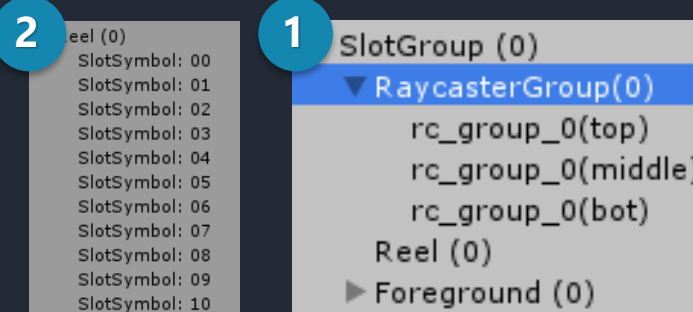 2
eel (0)
SlotSymbol: 00
SlotSymbol: 01
SlotSymbol: 02
SlotSymbol: 03
SlotSymbol: 04
SlotSymbol: 05
SlotSymbol: 06
SlotSymbol: 07
SlotSymbol: 08
SlotSymbol: 09
SlotSymbol: 10
1
SlotGroup (0)
RaycasterGroup(0)
rc_group_0(top)
rc_group_0(middle)
rc_group_0(bot)
Reel (0)
Foreground (0)